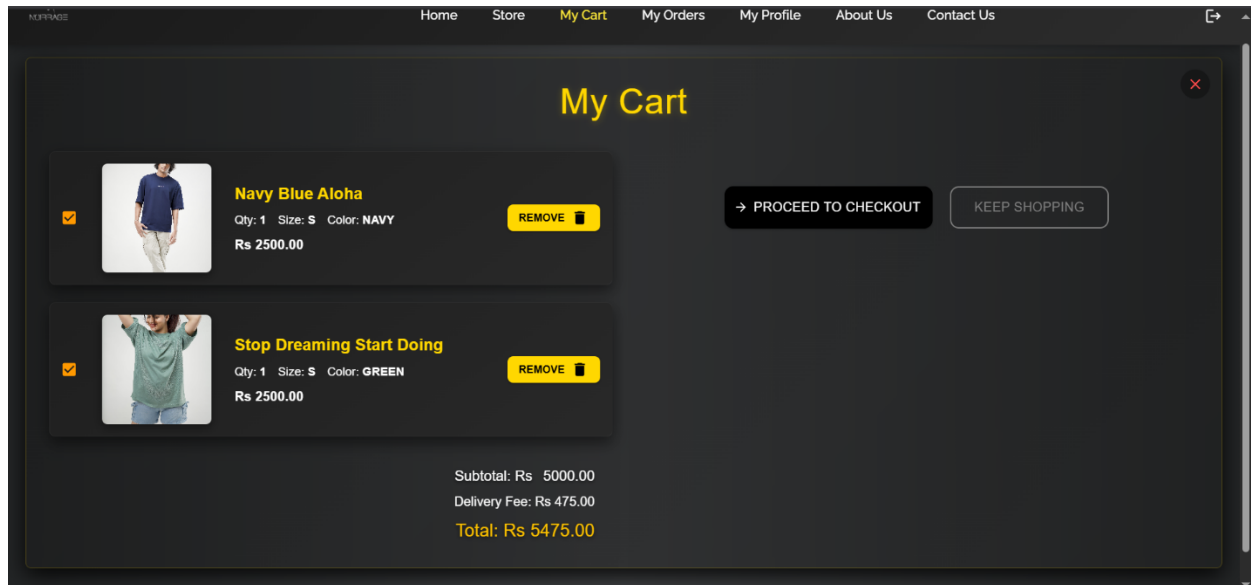 Home Store My Cart My Orders My Profile About Us Contact Us
My Cart
Navy Blue Aloha
Qty: 1 Size: S Color: NAVY
Rs 2500.00
REMOVE
→ PROCEED TO CHECKOUT
KEEP SHOPPING
Stop Dreaming Start Doing
Qty: 1 Size: S Color: GREEN
Rs 2500.00
REMOVE
Subtotal: Rs 5000.00
Delivery Fee: Rs 475.00
Total: Rs 5475.00